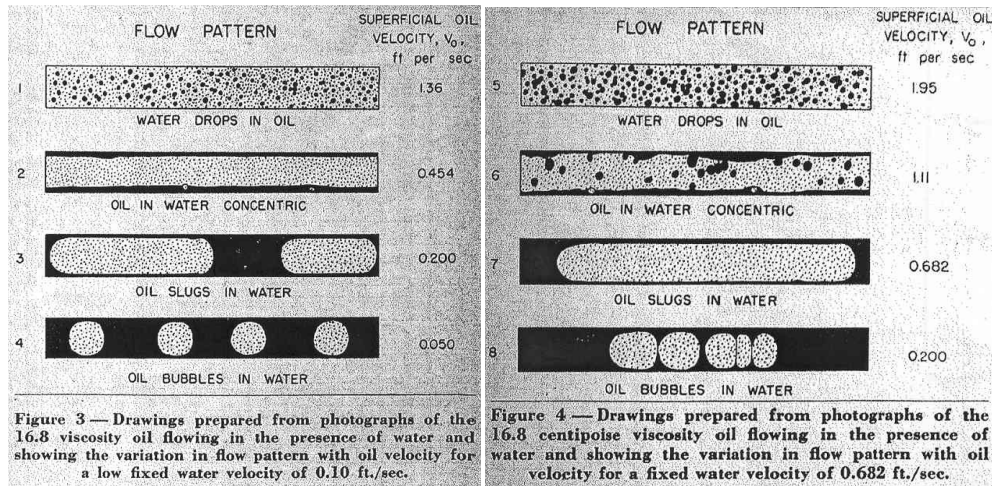 FLOW PATTERN
SUPERFICIAL OIL
VELOCITY, Vo,
ft per sec
1
1.36
WATER DROPS IN OIL
2
0.454
OIL IN WATER CONCENTRIC
3
0.200
OIL SLUGS IN WATER
4
0.050
OIL BUBBLES IN WATER
Figure 3 — Drawings prepared from photographs of the
16.8 viscosity oil flowing in the presence of water and
showing the variation in flow pattern with oil velocity for
a low fixed water velocity of 0.10 ft./sec.
FLOW PATTERN
SUPERFICIAL OIL
VELOCITY, Vo,
ft per sec
5
1.95
WATER DROPS IN OIL
6
1.11
OIL IN WATER CONCENTRIC
7
0.682
OIL SLUGS IN WATER
8
0.200
OIL BUBBLES IN WATER
Figure 4 — Drawings prepared from photographs of the
16.8 centipoise viscosity oil flowing in the presence of
water and showing the variation in flow pattern with oil
velocity for a fixed water velocity of 0.682 ft./sec.